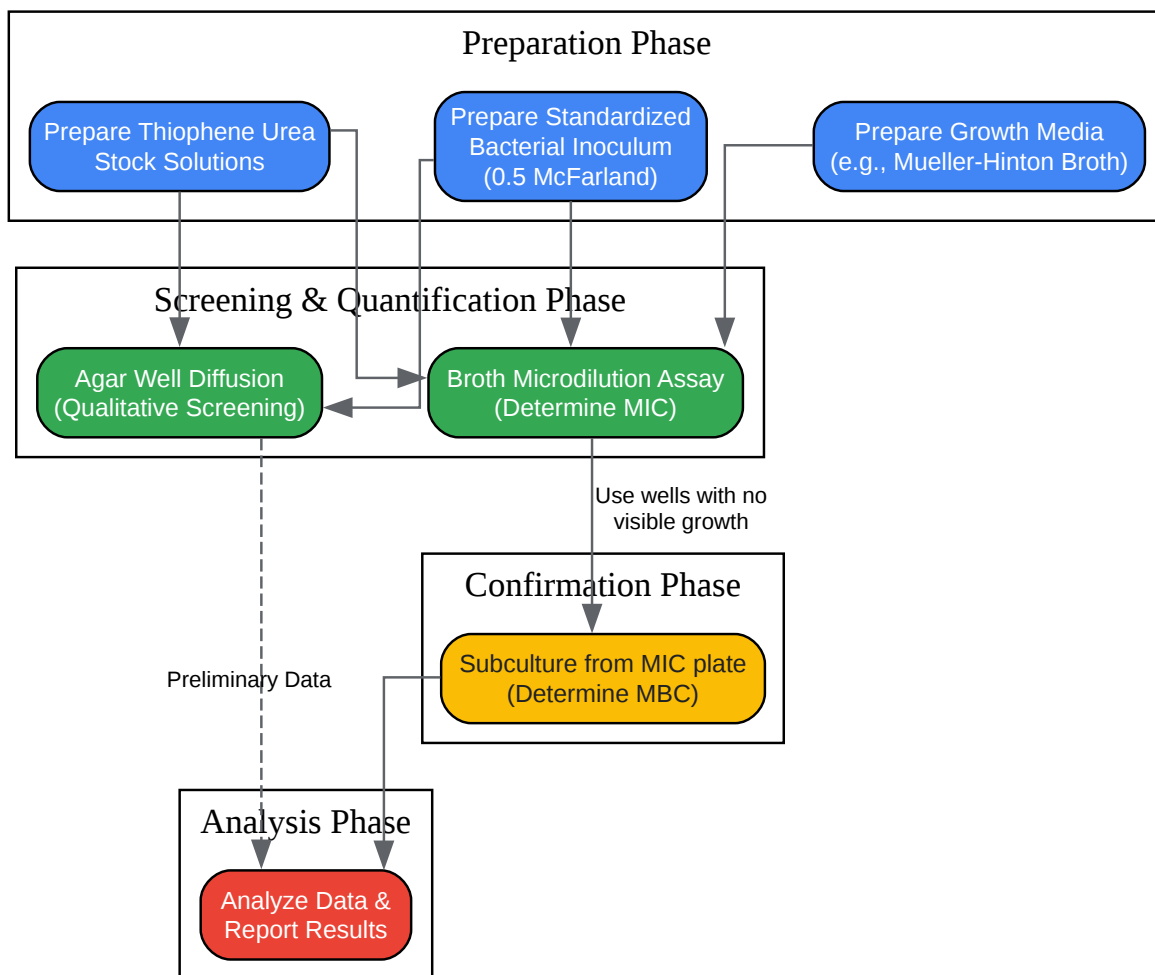 Preparation Phase
Prepare Thiophene Urea
Stock Solutions
Prepare Standardized
Bacterial Inoculum
(0.5 McFarland)
Prepare Growth Media
(e.g., Mueller-Hinton Broth)
Screening & Quantification Phase
Agar Well Diffusion
(Qualitative Screening)
Broth Microdilution Assay
(Determine MIC)
Use wells with no
visible growth
Confirmation Phase
Subculture from MIC plate
(Determine MBC)
Preliminary Data
Analysis Phase
Analyze Data &
Report Results